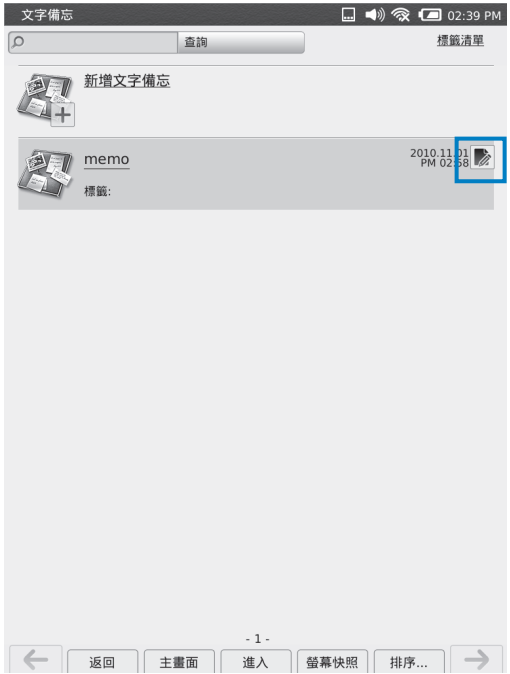 文字備忘 02:39 PM
查詢 標籤清單
新增文字備忘
memo 2010.11.01
PM 02:58
標籤:
- 1 -
返回 主畫面 進入 螢幕快照 排序...